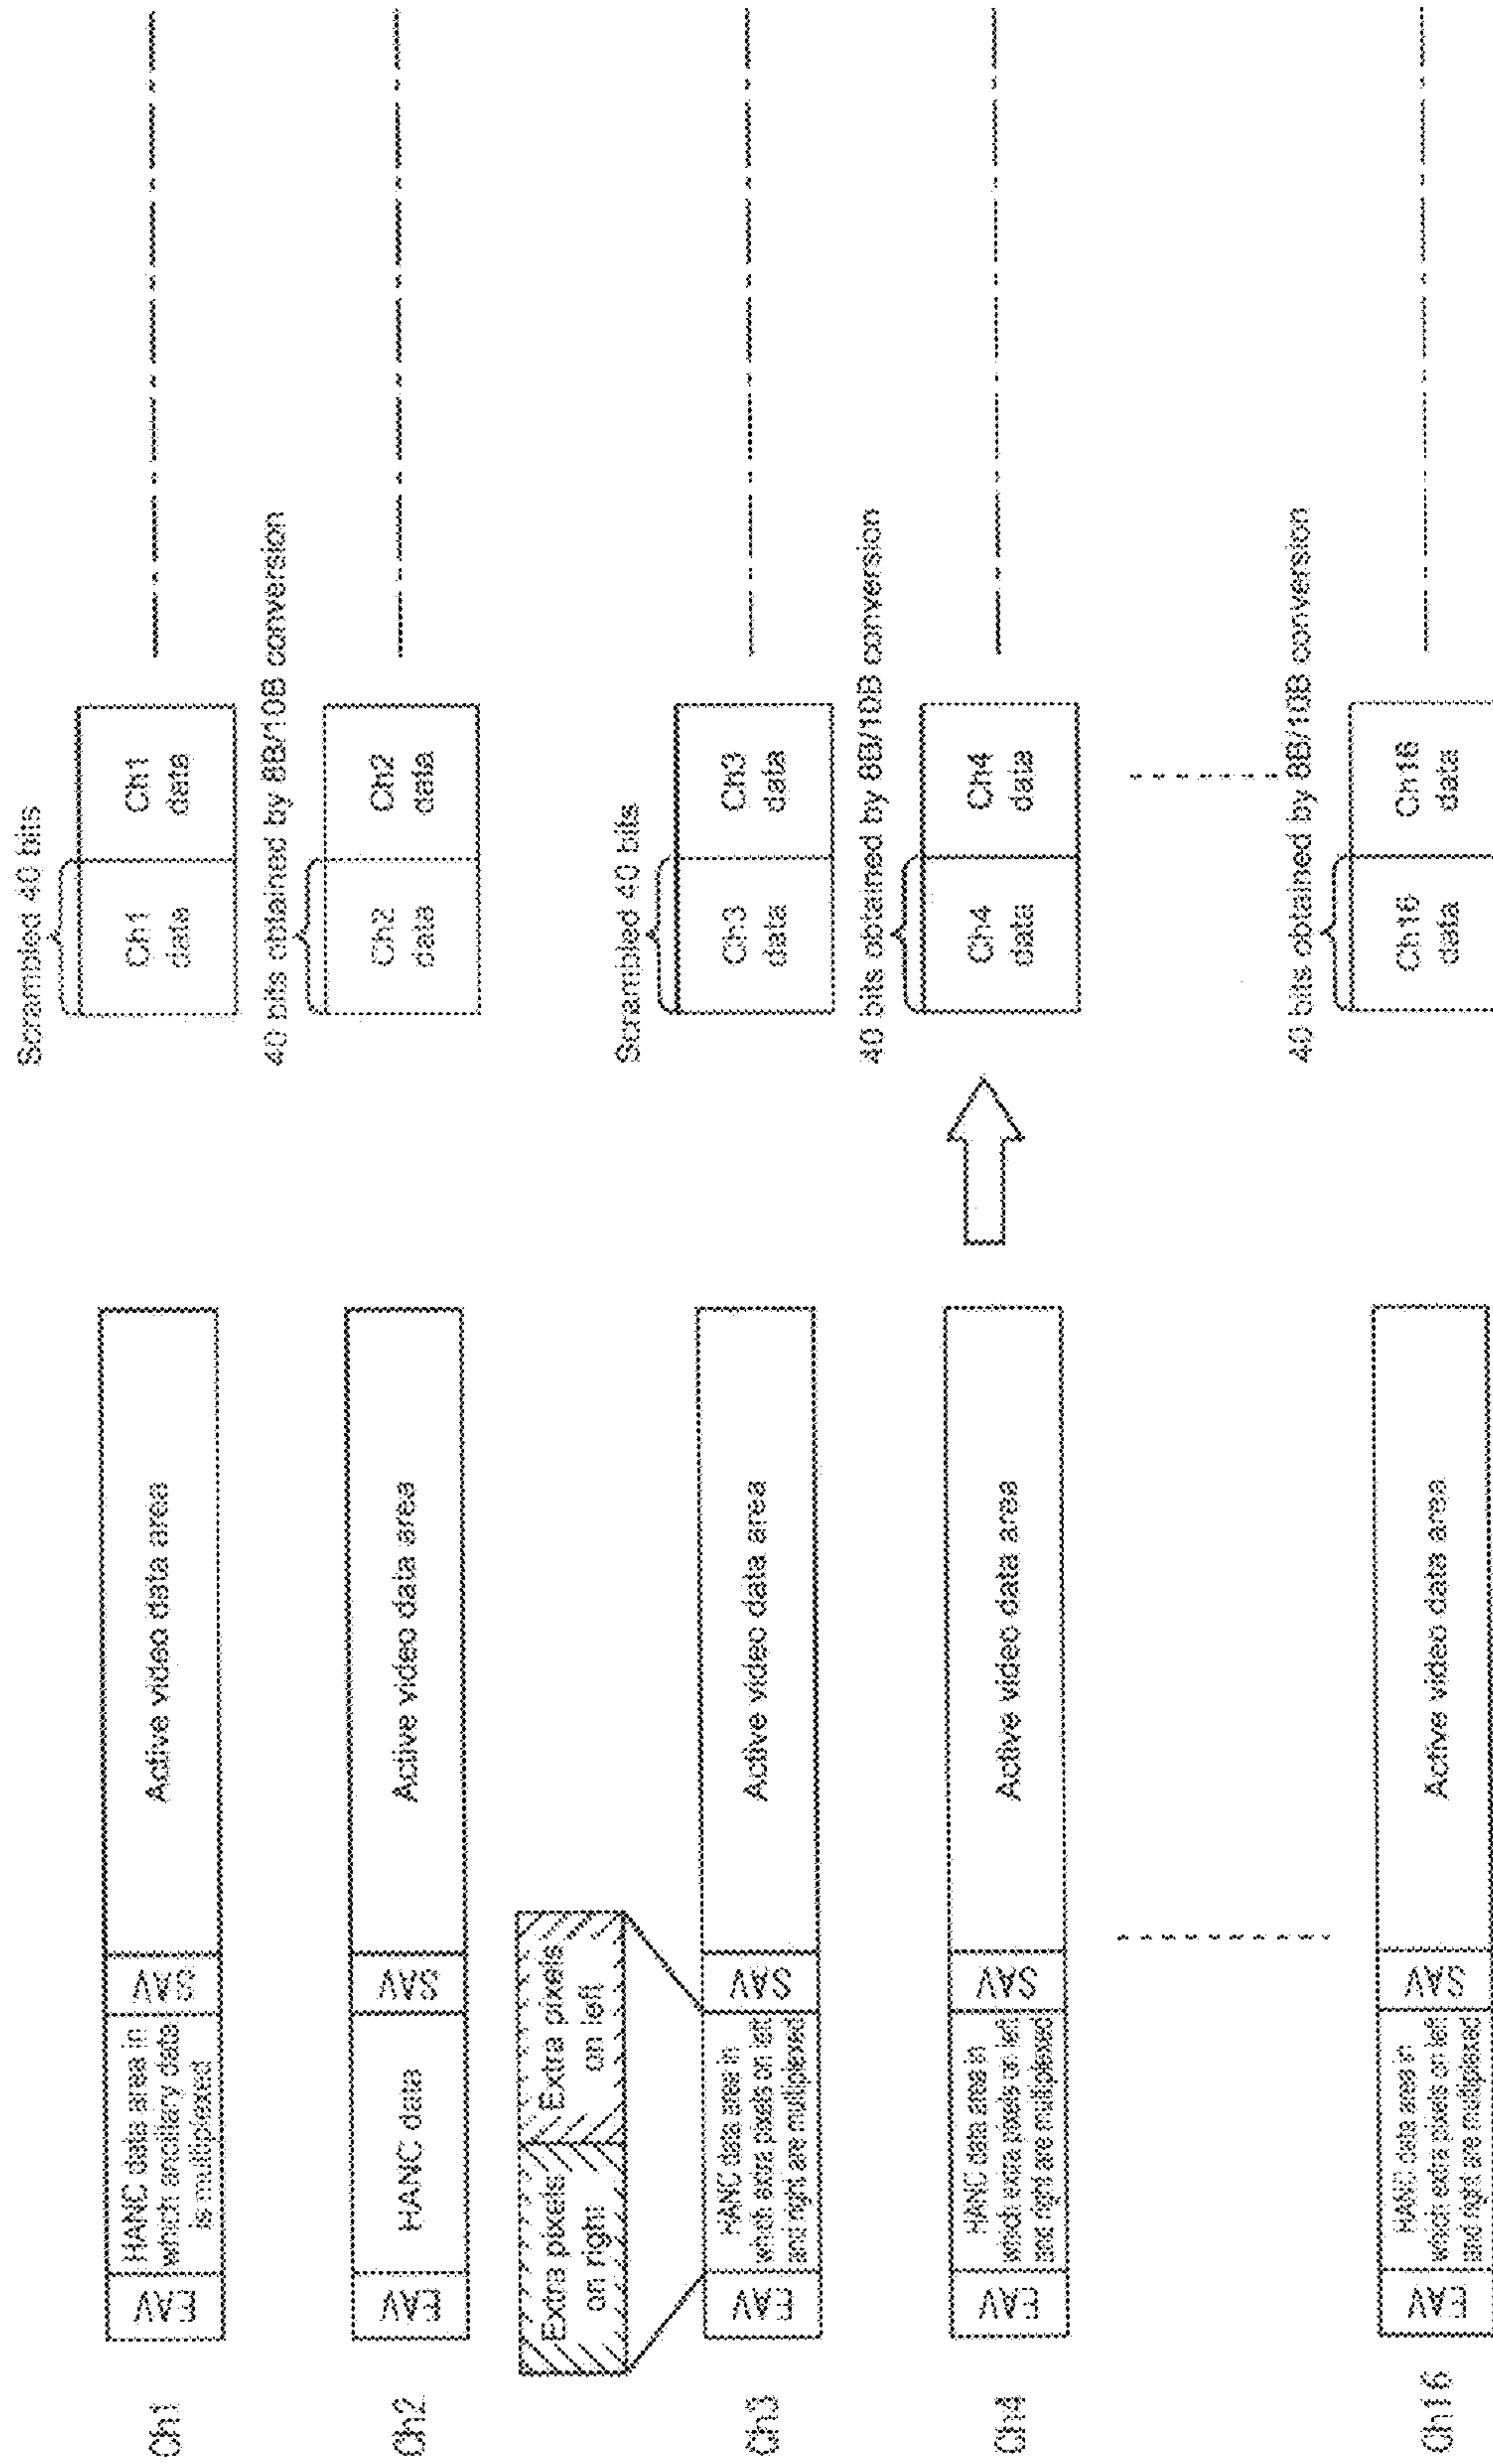 Scrambled 40 bits
Ch1
EAV
HANC data area in
which ancillary data
is multiplexed
SAV
Active video data area
Ch1
data
Ch1
data
40 bits obtained by 8B/10B conversion
Ch2
EAV
HANC data
SAV
Active video data area
Ch2
data
Ch2
data
Extra pixels
on right
Extra pixels
on left
Scrambled 40 bits
Ch3
EAV
HANC data area in
which extra pixels on left
and right are multiplexed
SAV
Active video data area
Ch3
data
Ch3
data
40 bits obtained by 8B/10B conversion
Ch4
EAV
HANC data area in
which extra pixels on left
and right are multiplexed
SAV
Active video data area
Ch4
data
Ch4
data
40 bits obtained by 8B/10B conversion
Ch16
EAV
HANC data area in
which extra pixels on left
and right are multiplexed
SAV
Active video data area
Ch16
data
Ch16
data